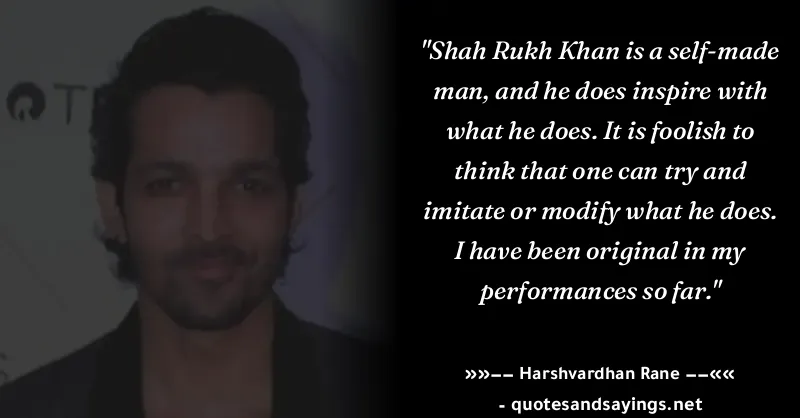 OT
"Shah Rukh Khan is a self-made
man, and he does inspire with
what he does. It is foolish to
think that one can try and
imitate or modify what he does.
I have been original in my
performances so far."
»»–– Harshvardhan Rane ––««
- quotesandsayings.net